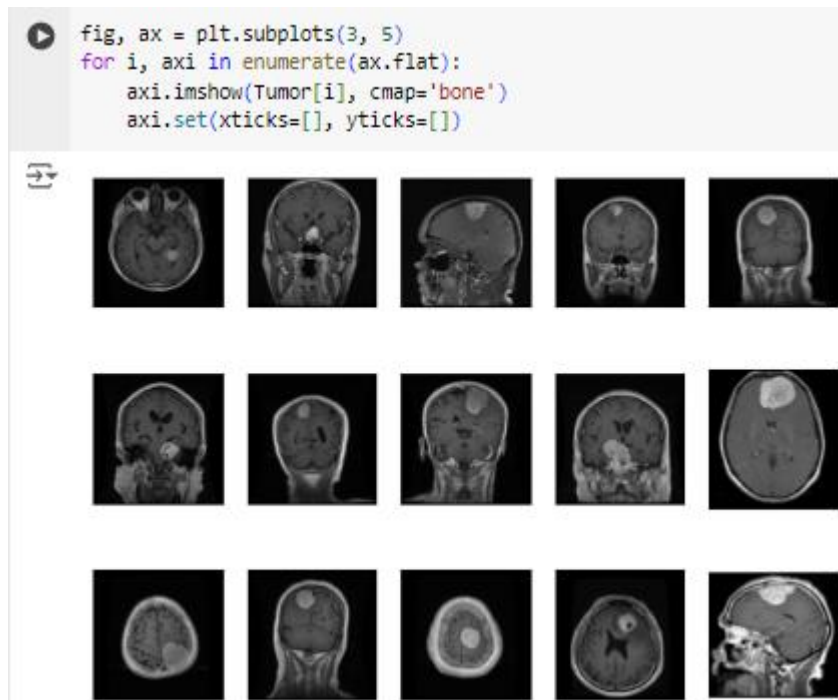 fig, ax = plt.subplots(3, 5)
for i, axi in enumerate(ax.flat):
    axi.imshow(Tumor[i], cmap='bone')
    axi.set(xticks=[], yticks=[])